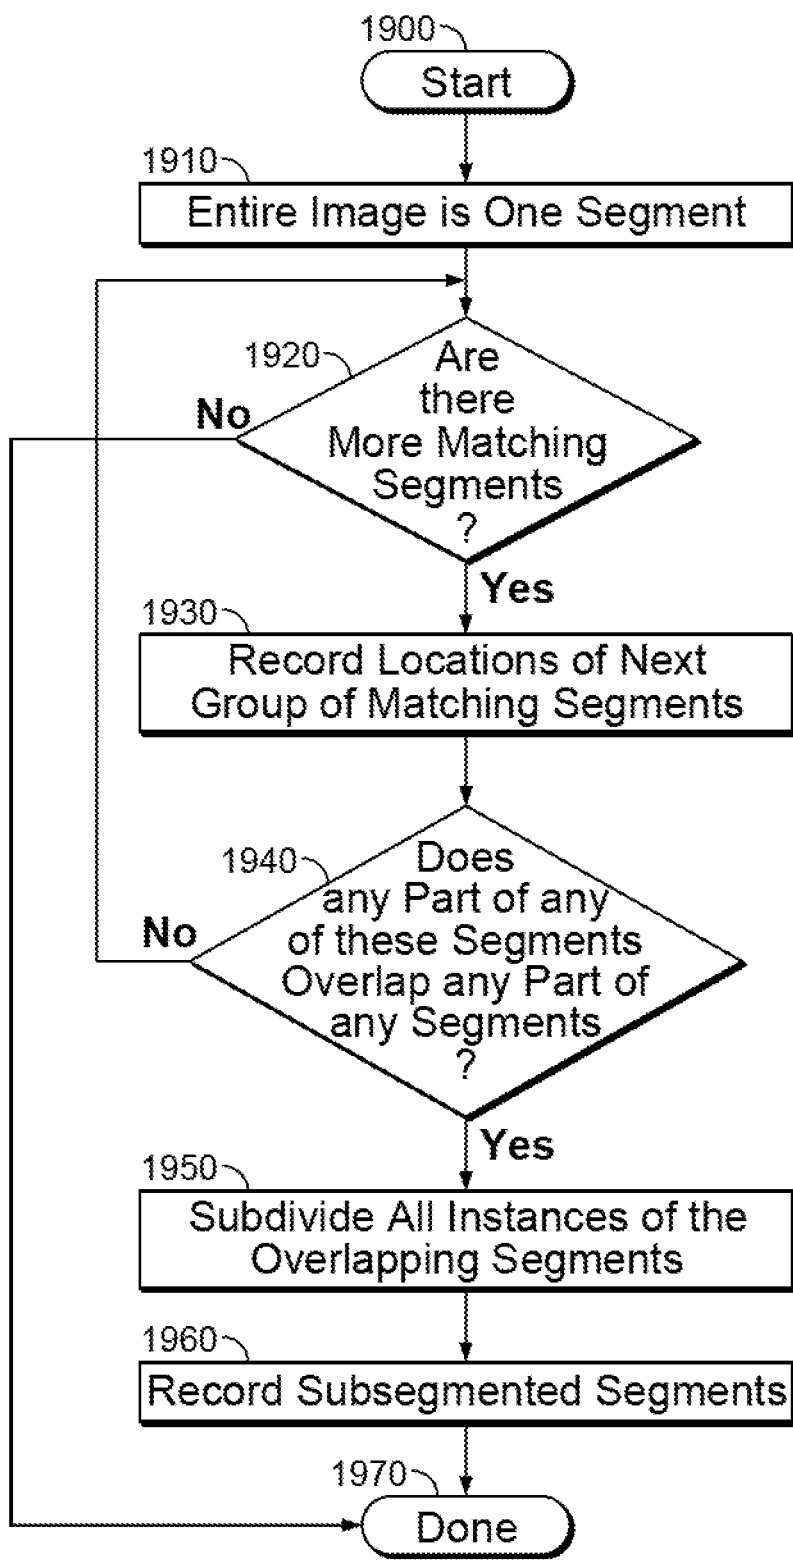 1900
Start
1910
Entire Image is One Segment
1920
Are
there
No
More Matching
Segments
?
Yes
1930
Record Locations of Next
Group of Matching Segments
1940
Does
any Part of any
No
of these Segments
Overlap any Part of
any Segments
?
Yes
1950
Subdivide All Instances of the
Overlapping Segments
1960
Record Subsegmented Segments
1970
Done